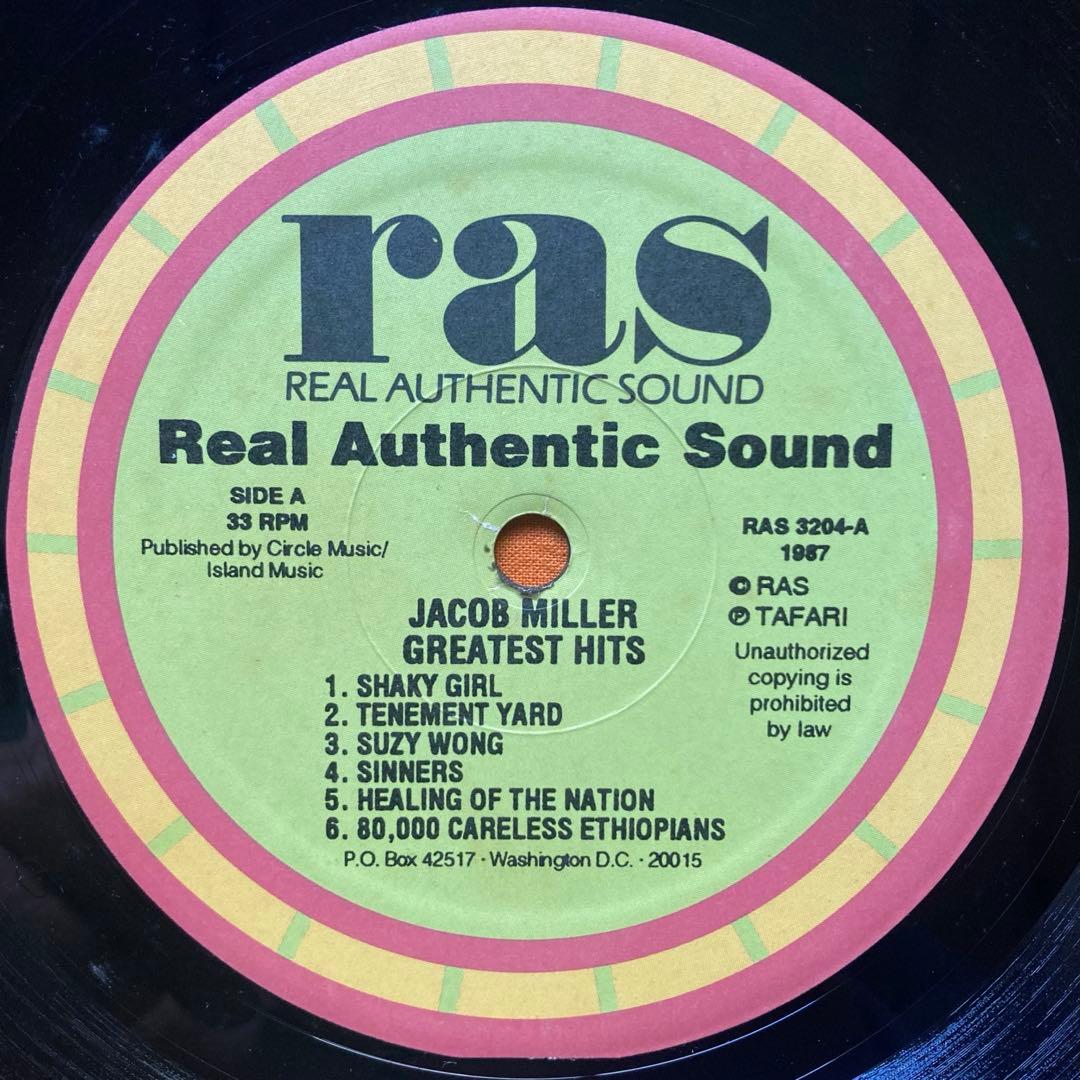 ras
REAL AUTHENTIC SOUND
Real Authentic Sound
SIDE A
33 RPM
Published by Circle Music/
Island Music
RAS 3204-A
1987
© RAS
℗ TAFARI
Unauthorized
copying is
prohibited
by law
JACOB MILLER
GREATEST HITS
1. SHAKY GIRL
2. TENEMENT YARD
3. SUZY WONG
4. SINNERS
5. HEALING OF THE NATION
6. 80,000 CARELESS ETHIOPIANS
P.O. Box 42517 · Washington D.C. · 20015